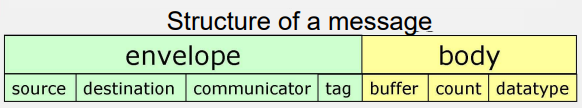 Structure of a message
envelope body
source destination communicator tag buffer count datatype